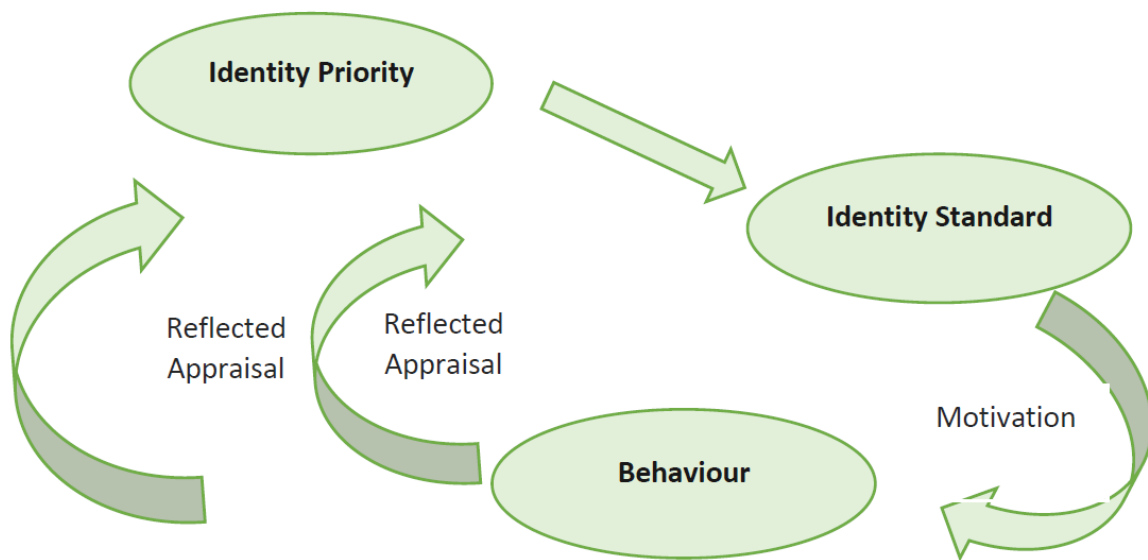 Identity Priority
Identity Standard
Reflected
Appraisal
Reflected
Appraisal
Motivation
Behaviour